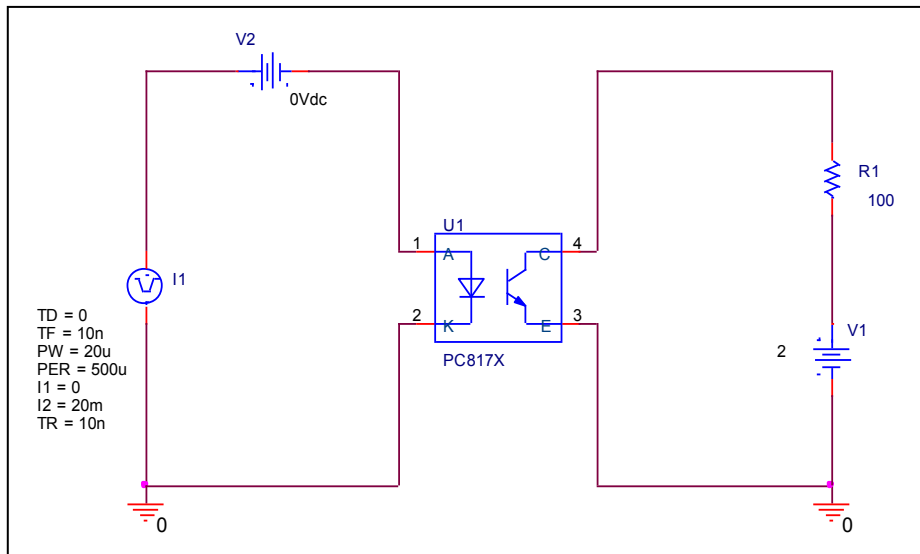 V2
0Vdc
R1
100
U1
1
A
C
4
I1
2
K
E
3
PC817X
TD = 0
TF = 10n
PW = 20u
PER = 500u
I1 = 0
I2 = 20m
TR = 10n
V1
2
0
0